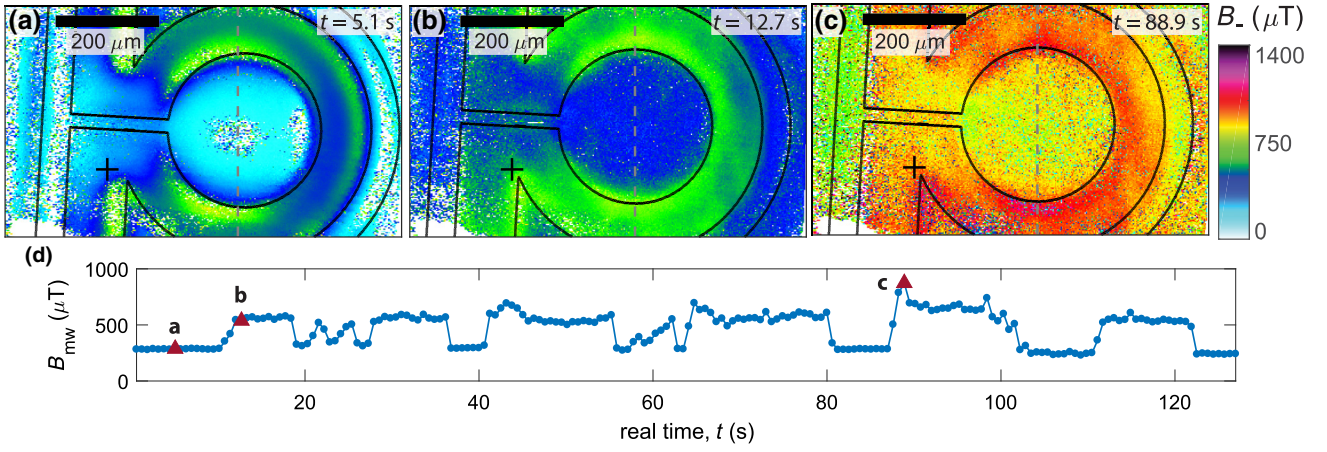 (a) 200 μm t = 5.1 s
(b) 200 μm t = 12.7 s
(c) 200 μm t = 88.9 s
B₋ (μT)
1400
750
0
(d)
1000
500
0
B_mw (μT)
a
b
c
20 40 60 80 100 120
real time, t (s)